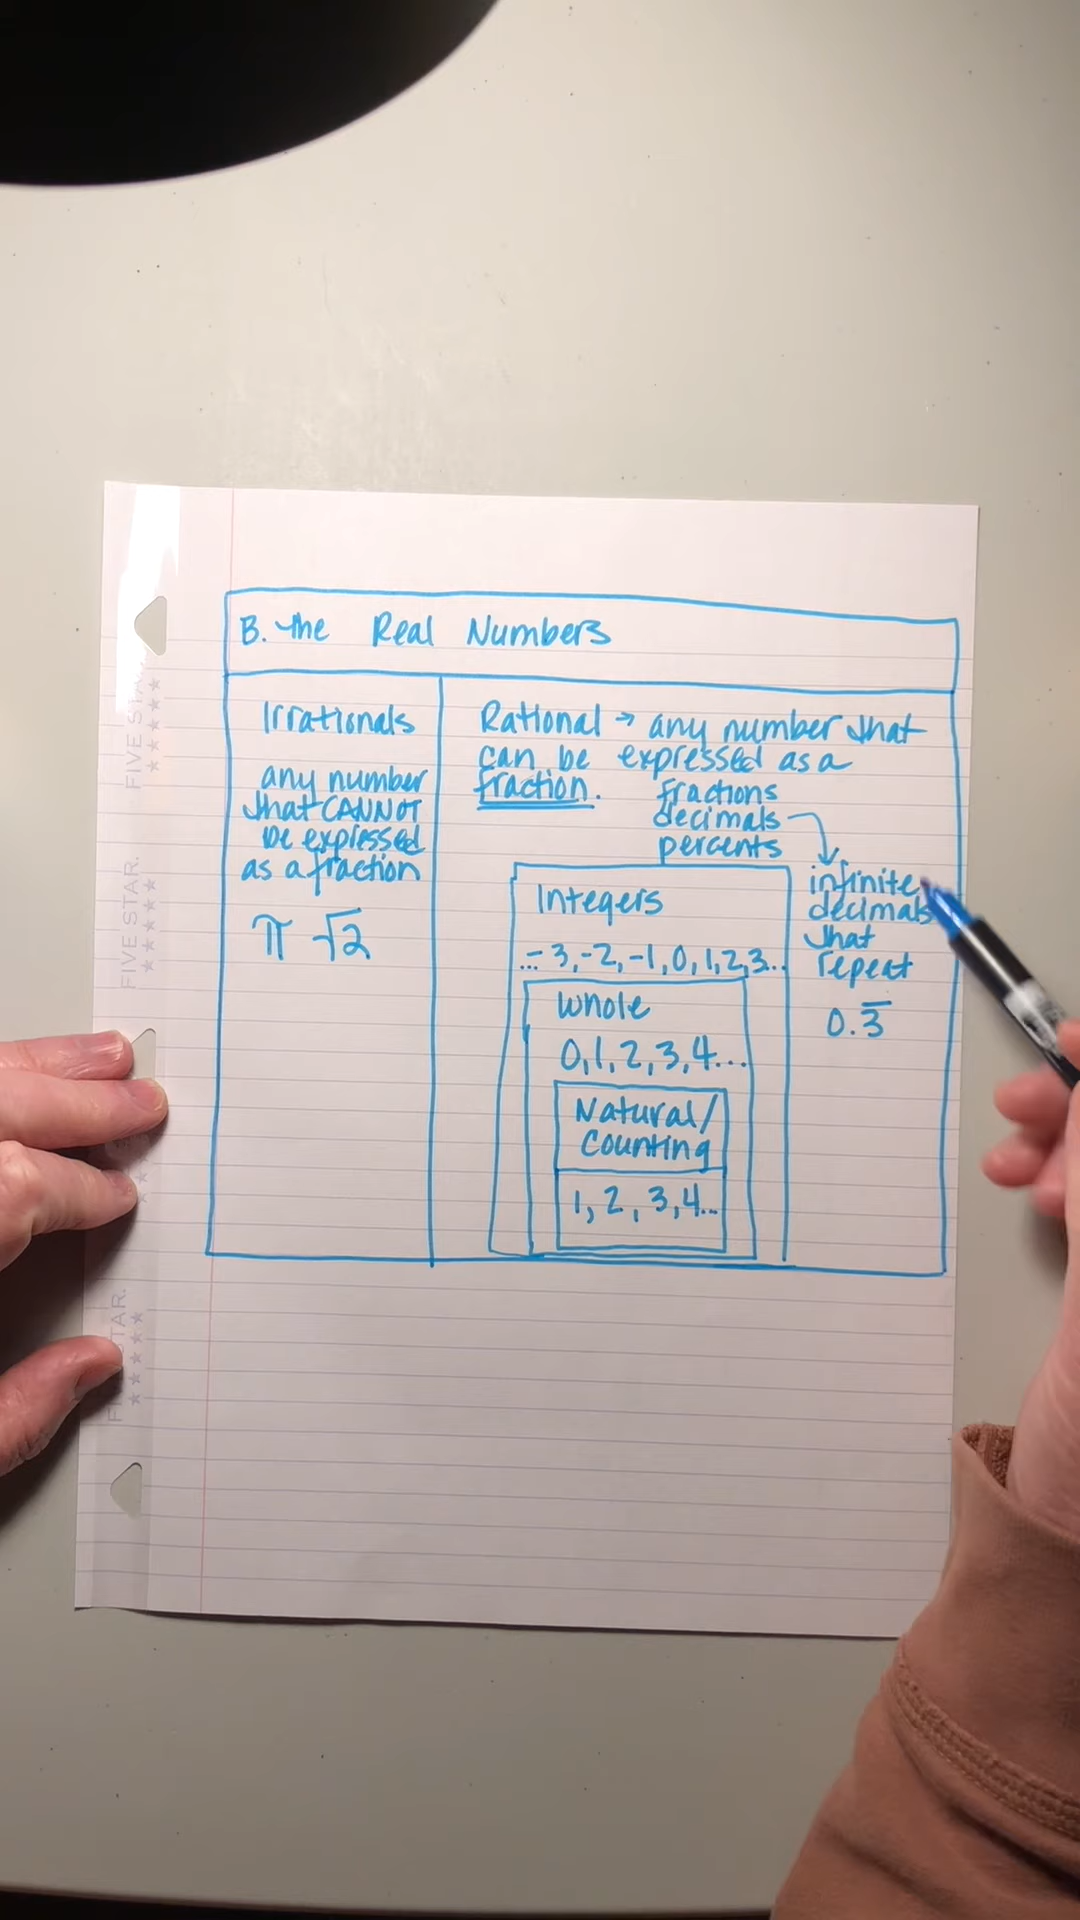 B. The Real Numbers
Irrationals
any number
that CANNOT
be expressed
as a fraction
π √2
Rational → any number that
can be expressed as a
fraction.
fractions
decimals
percents
infinite
decimals
that
repeat
0.3̅
Integers
...-3,-2,-1,0,1,2,3...
Whole
0,1,2,3,4...
Natural/
Counting
1, 2, 3,4...
FIVE STAR.
FIVE STAR.